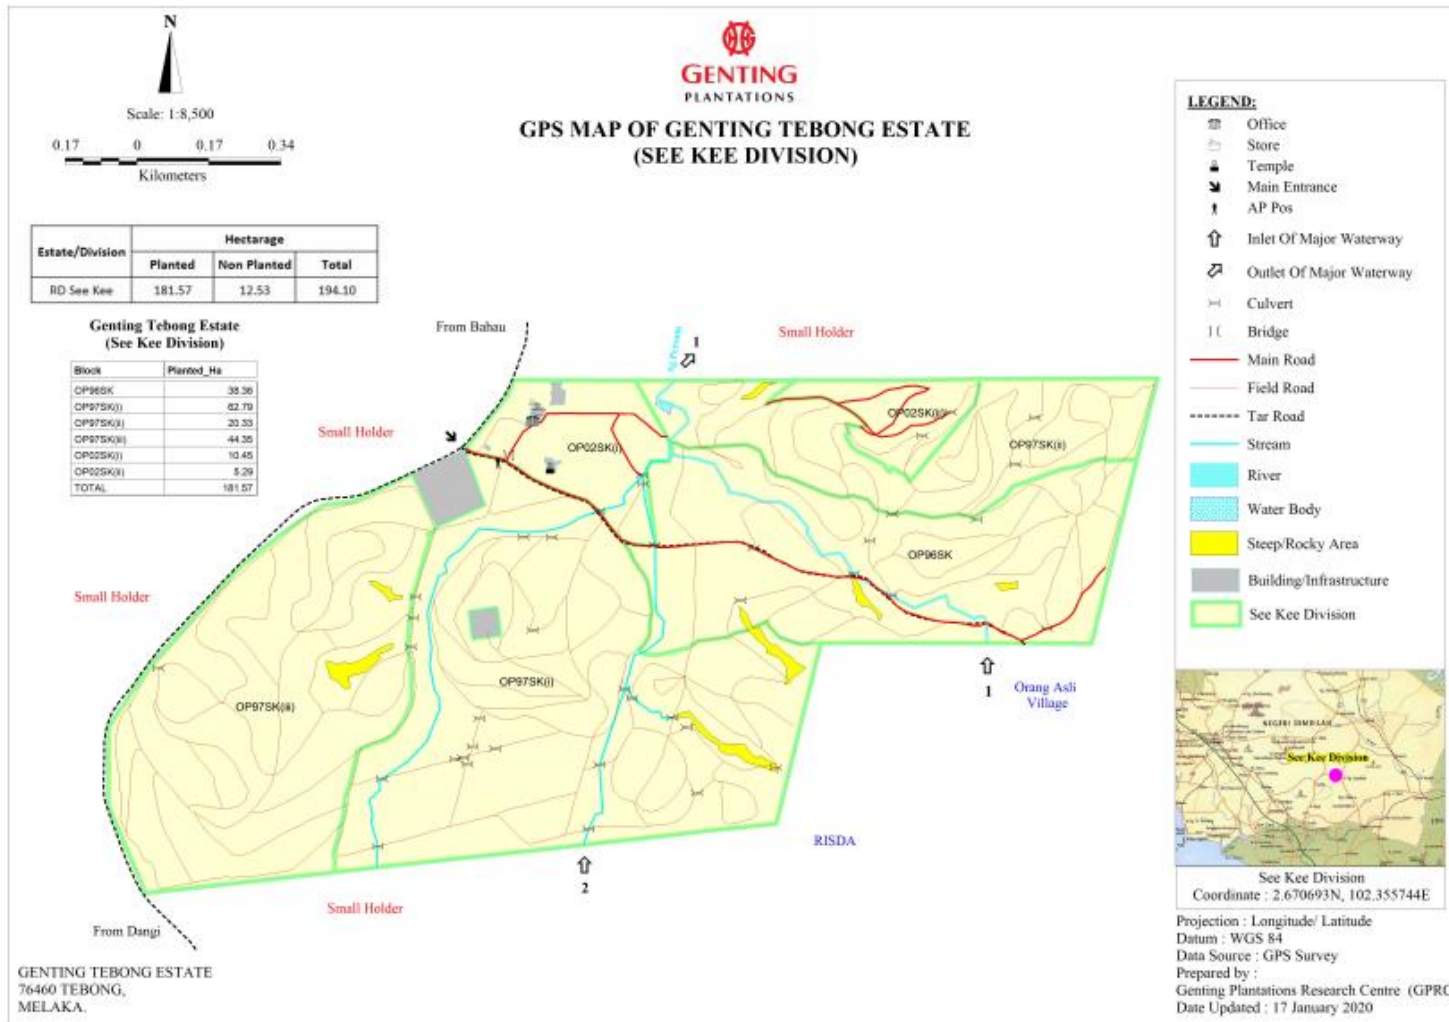 N
Scale: 1:8,500
0.17 0 0.17 0.34
Kilometers
GENTING
PLANTATIONS
GPS MAP OF GENTING TEBONG ESTATE
(SEE KEE DIVISION)
Estate/Division Hectarage
Planted Non Planted Total
RD See Kee 181.57 12.53 194.10
Genting Tebong Estate
(See Kee Division)
Block Planted_Ha
OP96SK 38.36
OP97SK(i) 62.79
OP97SK(ii) 20.33
OP97SK(iii) 44.35
OP02SK(i) 10.45
OP02SK(ii) 5.29
TOTAL 181.57
From Bahau
1
Small Holder
Small Holder
OP02SK(ii)
OP02SK(i)
OP97SK(ii)
OP96SK
Small Holder
OP97SK(i)
OP97SK(iii)
1
Orang Asli
Village
RISDA
2
Small Holder
From Dangi
GENTING TEBONG ESTATE
76460 TEBONG,
MELAKA.
LEGEND:
Office
Store
Temple
Main Entrance
AP Pos
Inlet Of Major Waterway
Outlet Of Major Waterway
Culvert
Bridge
Main Road
Field Road
Tar Road
Stream
River
Water Body
Steep/Rocky Area
Building/Infrastructure
See Kee Division
NEGERI SEMBILAN
See Kee Division
See Kee Division
Coordinate : 2.670693N, 102.355744E
Projection : Longitude/ Latitude
Datum : WGS 84
Data Source : GPS Survey
Prepared by :
Genting Plantations Research Centre (GPRC
Date Updated : 17 January 2020